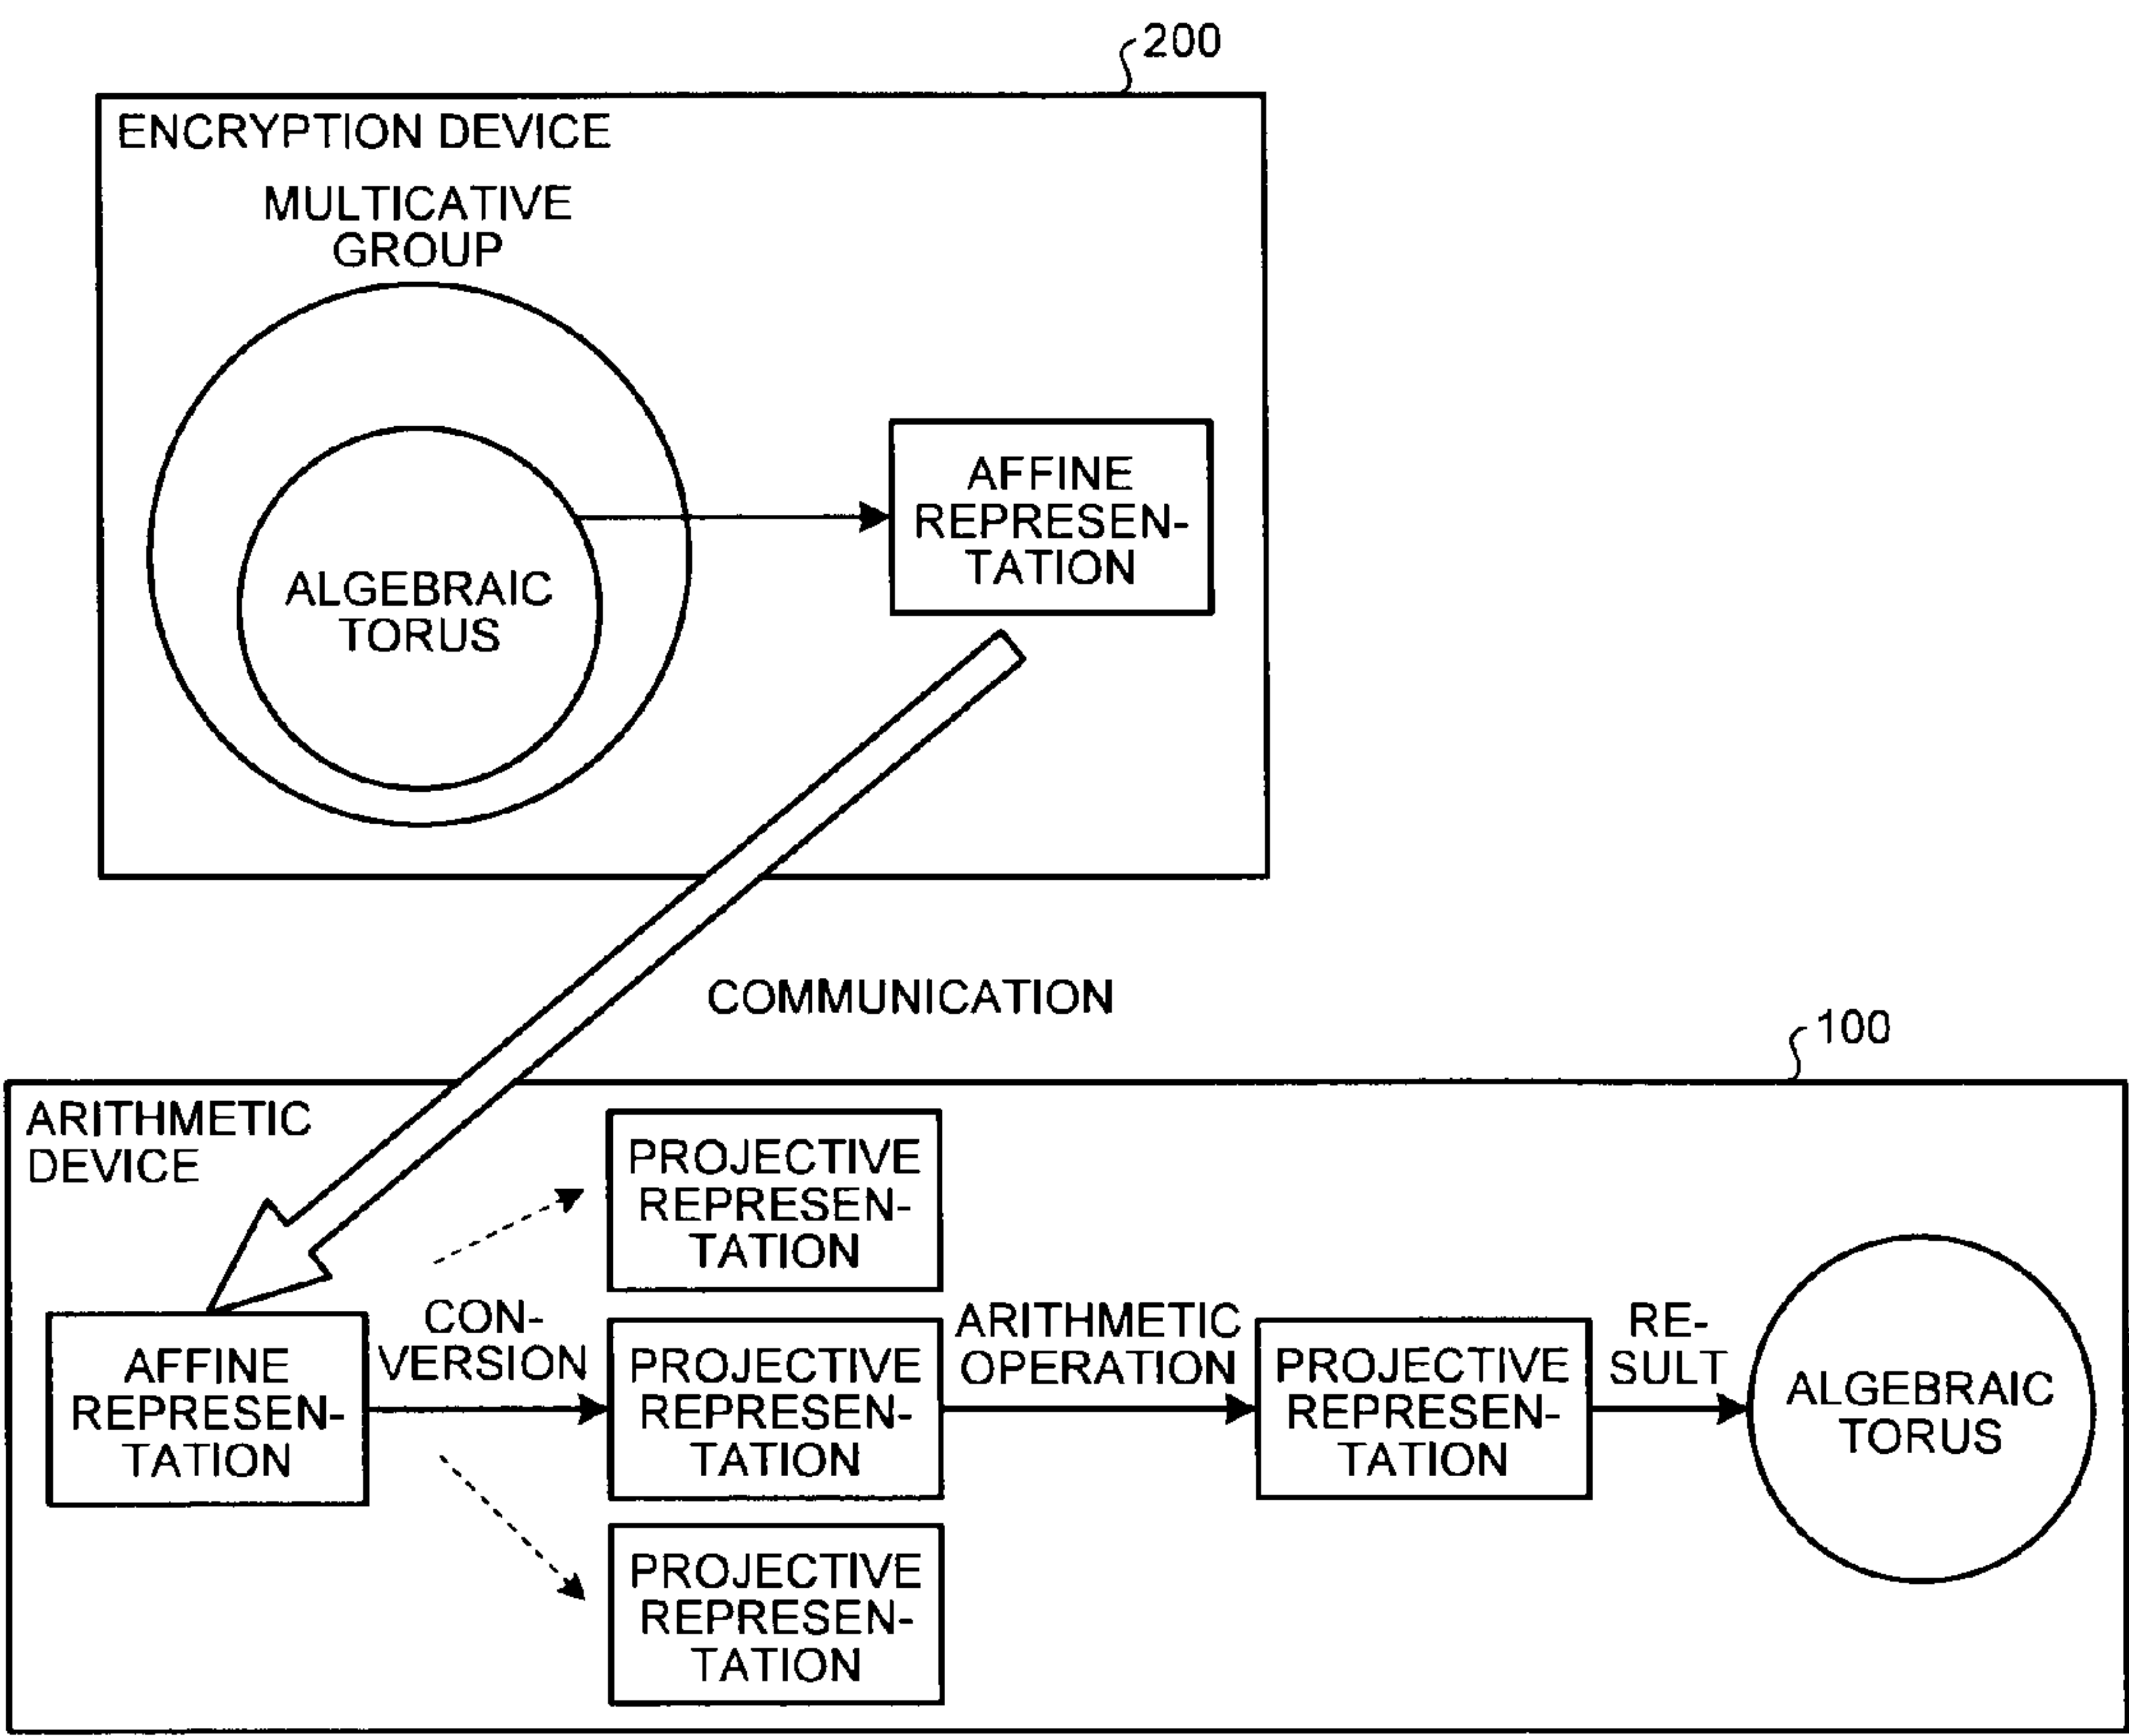 200
ENCRYPTION DEVICE
MULTICATIVE
GROUP
AFFINE
REPRESEN-
TATION
ALGEBRAIC
TORUS
COMMUNICATION
100
ARITHMETIC
DEVICE
PROJECTIVE
REPRESEN-
TATION
AFFINE
REPRESEN-
TATION
CON-
VERSION
PROJECTIVE
REPRESEN-
TATION
ARITHMETIC
OPERATION
PROJECTIVE
REPRESEN-
TATION
RE-
SULT
ALGEBRAIC
TORUS
PROJECTIVE
REPRESEN-
TATION